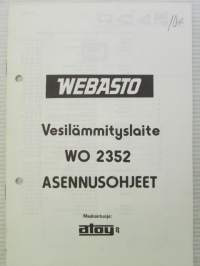 WEBASTO
Vesilämmityslaite
WO 2352
ASENNUSOHJEET
Maahantuoja:
atoy